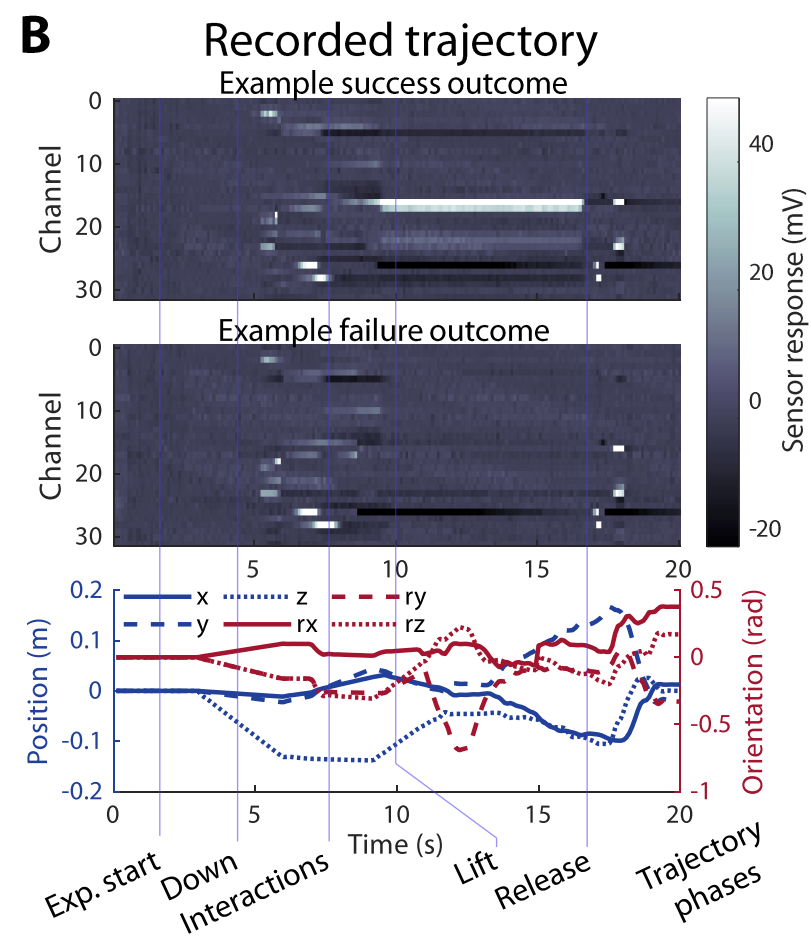 B
Recorded trajectory
Example success outcome
0
10
20
30
Channel
Example failure outcome
0
10
20
30
Channel
5 10 15 20
40
20
0
-20
Sensor response (mV)
x z ry
y rx rz
0.2
0.1
0
-0.1
-0.2
Position (m)
0.5
0
-0.5
-1
Orientation (rad)
0 5 10 15 20
Time (s)
Exp. start
Down
Interactions
Lift
Release
Trajectory
phases